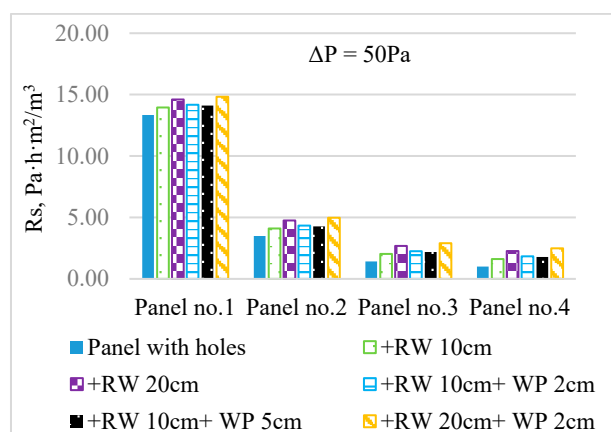 20.00
ΔP = 50Pa
15.00
10.00
5.00
0.00
Rs, Pa·h·m²/m³
Panel no.1 Panel no.2 Panel no.3 Panel no.4
Panel with holes +RW 10cm
+RW 20cm +RW 10cm+ WP 2cm
+RW 10cm+ WP 5cm +RW 20cm+ WP 2cm